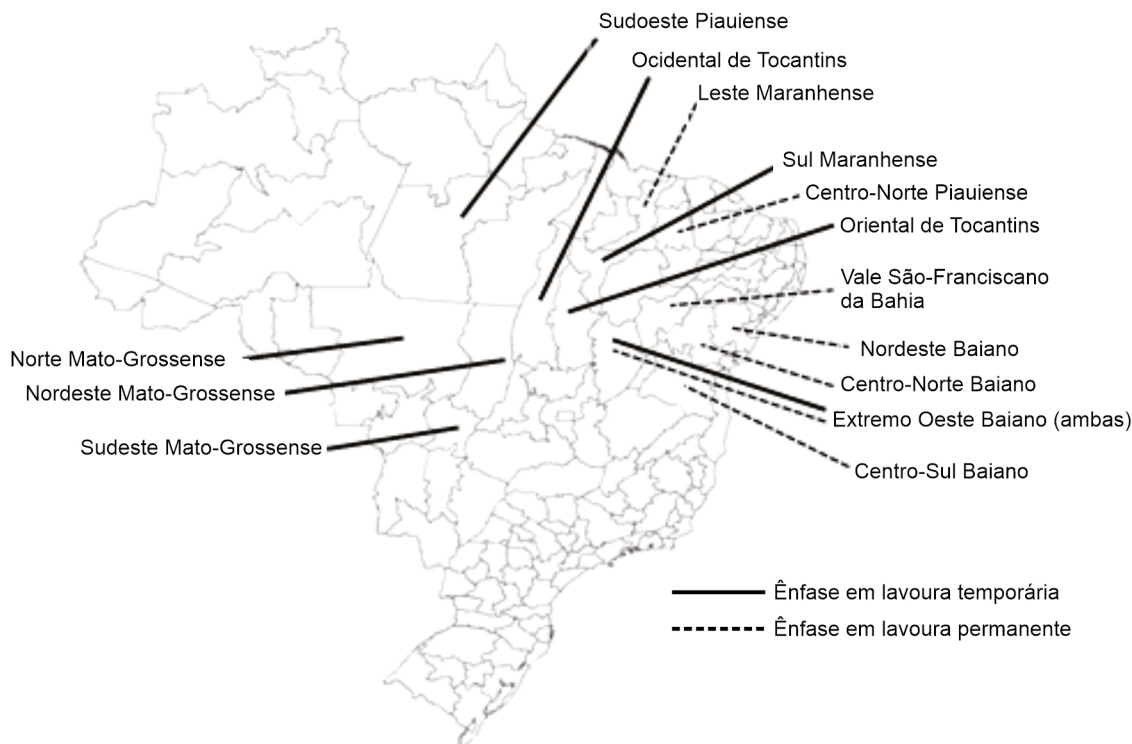 Sudoeste Piauiense
Ocidental de Tocantins
Leste Maranhense
Sul Maranhense
Centro-Norte Piauiense
Oriental de Tocantins
Vale São-Franciscano
da Bahia
Nordeste Baiano
Centro-Norte Baiano
Extremo Oeste Baiano (ambas)
Centro-Sul Baiano
Norte Mato-Grossense
Nordeste Mato-Grossense
Sudeste Mato-Grossense
Ênfase em lavoura temporária
Ênfase em lavoura permanente